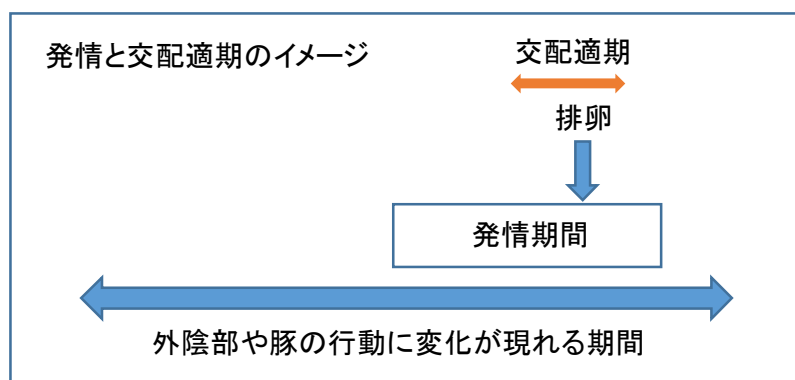 発情と交配適期のイメージ
交配適期
排卵
発情期間
外陰部や豚の行動に変化が現れる期間